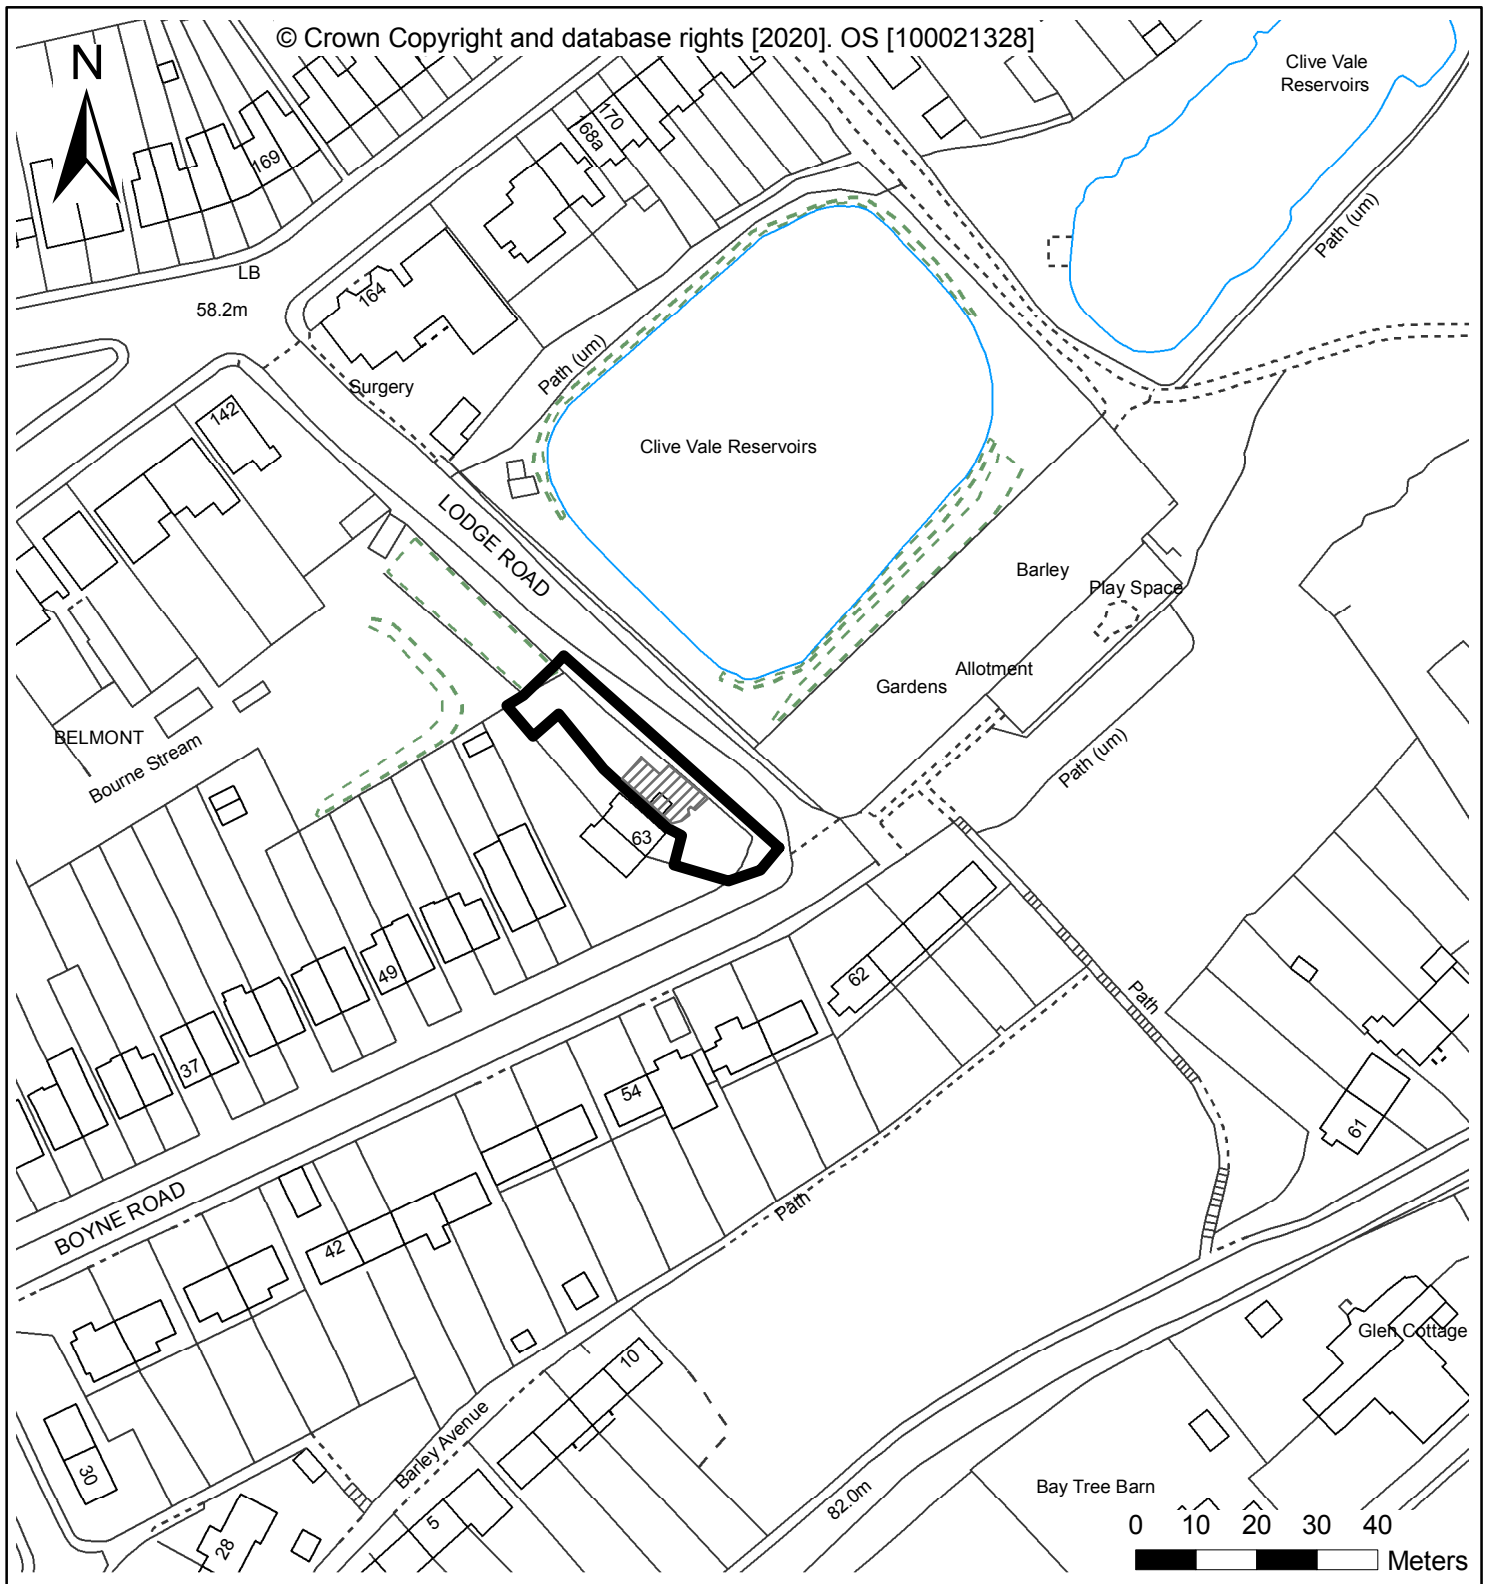 © Crown Copyright and database rights [2020]. OS [100021328]
N
Clive Vale
Reservoirs
170
168a
169
Path (um)
LB
58.2m
164
Path (um)
Surgery
142
Clive Vale Reservoirs
LODGE ROAD
Barley
Play Space
Allotment
Gardens
BELMONT
Bourne Stream
Path (um)
63
49
62
Path
37
54
61
BOYNE ROAD
Path
42
Glen Cottage
10
Barley Avenue
30
Bay Tree Barn
82.0m
5
28
0 10 20 30 40
Meters